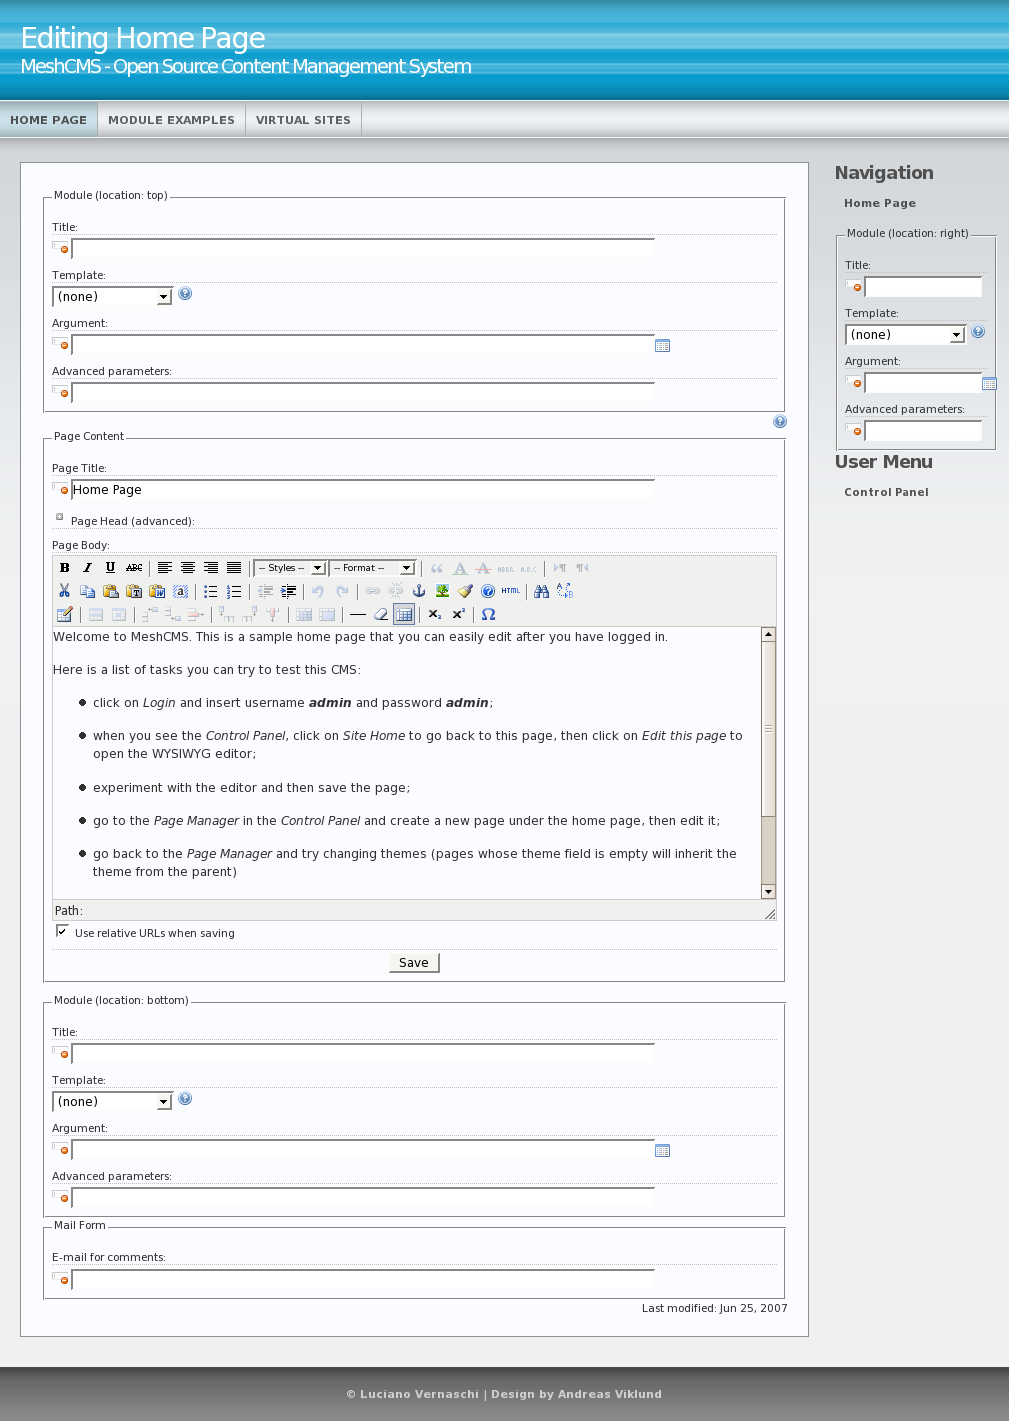 Editing Home Page
MeshCMS - Open Source Content Management System
HOME PAGE
MODULE EXAMPLES
VIRTUAL SITES
Module (location: top)
Title:
Template:
(none)
Argument:
Advanced parameters:
Page Content
Page Title:
Home Page
Page Head (advanced):
Page Body:
B I U ABC
-- Styles --
-- Format --
ABBR. A.B.C.
HTML
Welcome to MeshCMS. This is a sample home page that you can easily edit after you have logged in.
Here is a list of tasks you can try to test this CMS:
click on Login and insert username admin and password admin;
when you see the Control Panel, click on Site Home to go back to this page, then click on Edit this page to
open the WYSIWYG editor;
experiment with the editor and then save the page;
go to the Page Manager in the Control Panel and create a new page under the home page, then edit it;
go back to the Page Manager and try changing themes (pages whose theme field is empty will inherit the
theme from the parent)
Path:
Use relative URLs when saving
Save
Module (location: bottom)
Title:
Template:
(none)
Argument:
Advanced parameters:
Mail Form
E-mail for comments:
Last modified: Jun 25, 2007
Navigation
Home Page
Module (location: right)
Title:
Template:
(none)
Argument:
Advanced parameters:
User Menu
Control Panel
© Luciano Vernaschi | Design by Andreas Viklund